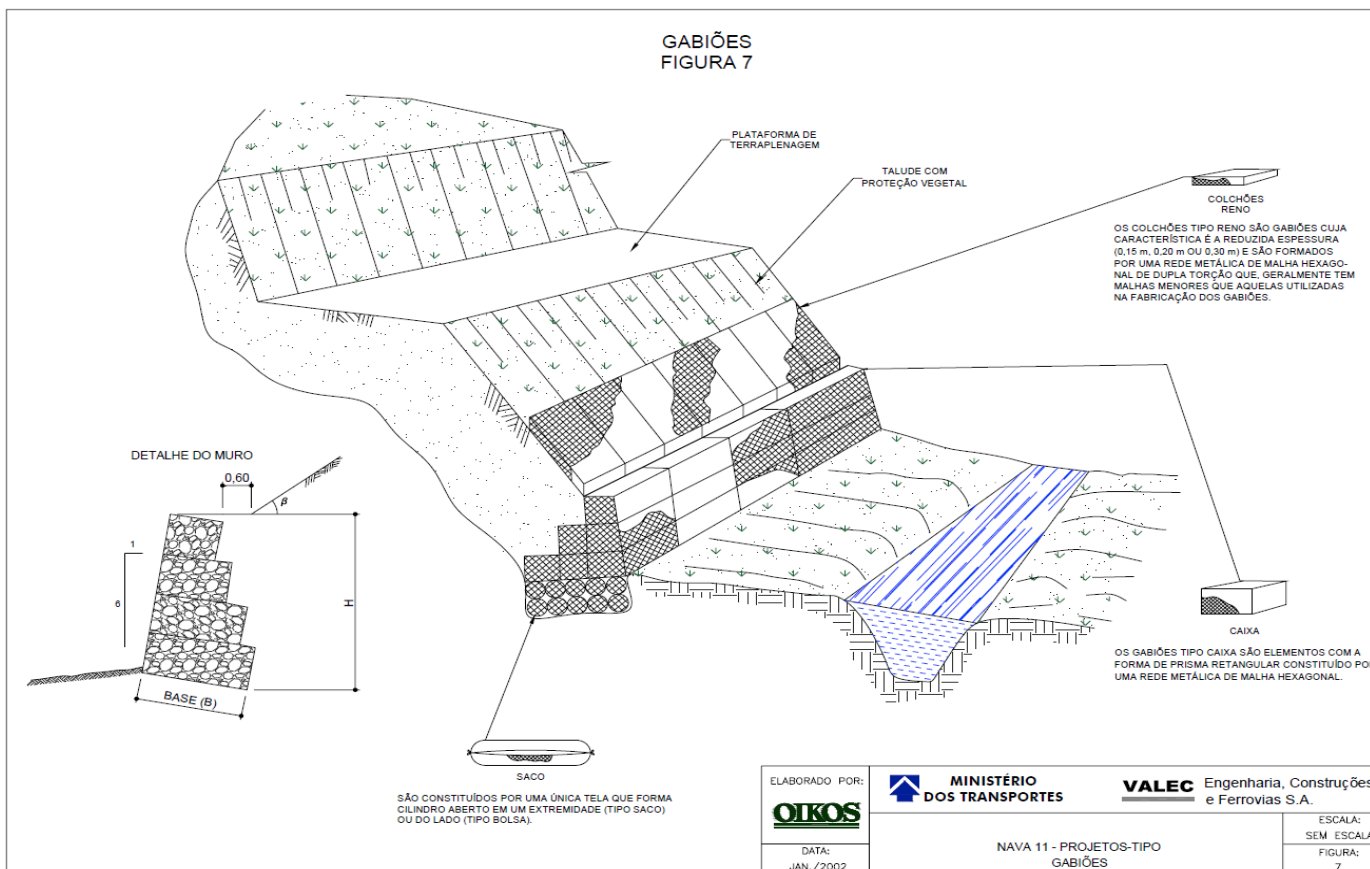 GABIÕES
FIGURA 7
PLATAFORMA DE
TERRAPLENAGEM
TALUDE COM
PROTEÇÃO VEGETAL
COLCHÕES
RENO
OS COLCHÕES TIPO RENO SÃO GABIÕES CUJA
CARACTERÍSTICA É A REDUZIDA ESPESSURA
(0,15 m, 0,20 m OU 0,30 m) E SÃO FORMADOS
POR UMA REDE METÁLICA DE MALHA HEXAGO-
NAL DE DUPLA TORÇÃO QUE, GERALMENTE TEM
MALHAS MENORES QUE AQUELAS UTILIZADAS
NA FABRICAÇÃO DOS GABIÕES.
DETALHE DO MURO
0,60
β
1
6
H
BASE (B)
CAIXA
OS GABIÕES TIPO CAIXA SÃO ELEMENTOS COM A
FORMA DE PRISMA RETANGULAR CONSTITUÍDO POR
UMA REDE METÁLICA DE MALHA HEXAGONAL.
SACO
SÃO CONSTITUÍDOS POR UMA ÚNICA TELA QUE FORMA
CILINDRO ABERTO EM UM EXTREMIDADE (TIPO SACO)
OU DO LADO (TIPO BOLSA).
ELABORADO POR:
OIKOS
DATA:
JAN./2002
MINISTÉRIO
DOS TRANSPORTES
VALEC Engenharia, Construções
e Ferrovias S.A.
NAVA 11 - PROJETOS-TIPO
GABIÕES
ESCALA:
SEM ESCALA
FIGURA:
7